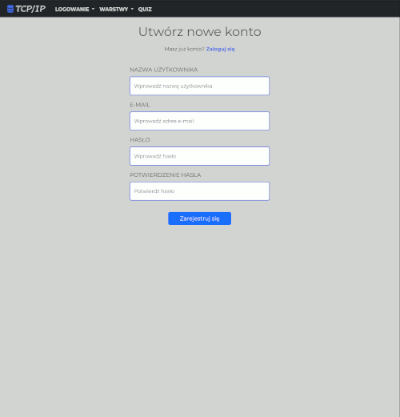 TCP/IP LOGOWANIE WARSTWY QUIZ
Utwórz nowe konto
Masz już konto? Zaloguj się
NAZWA UŻYTKOWNIKA
Wprowadź nazwę użytkownika
E-MAIL
Wprowadź adres e-mail
HASŁO
Wprowadź hasło
POTWIERDZENIE HASŁA
Potwierdź hasło
Zarejestruj się